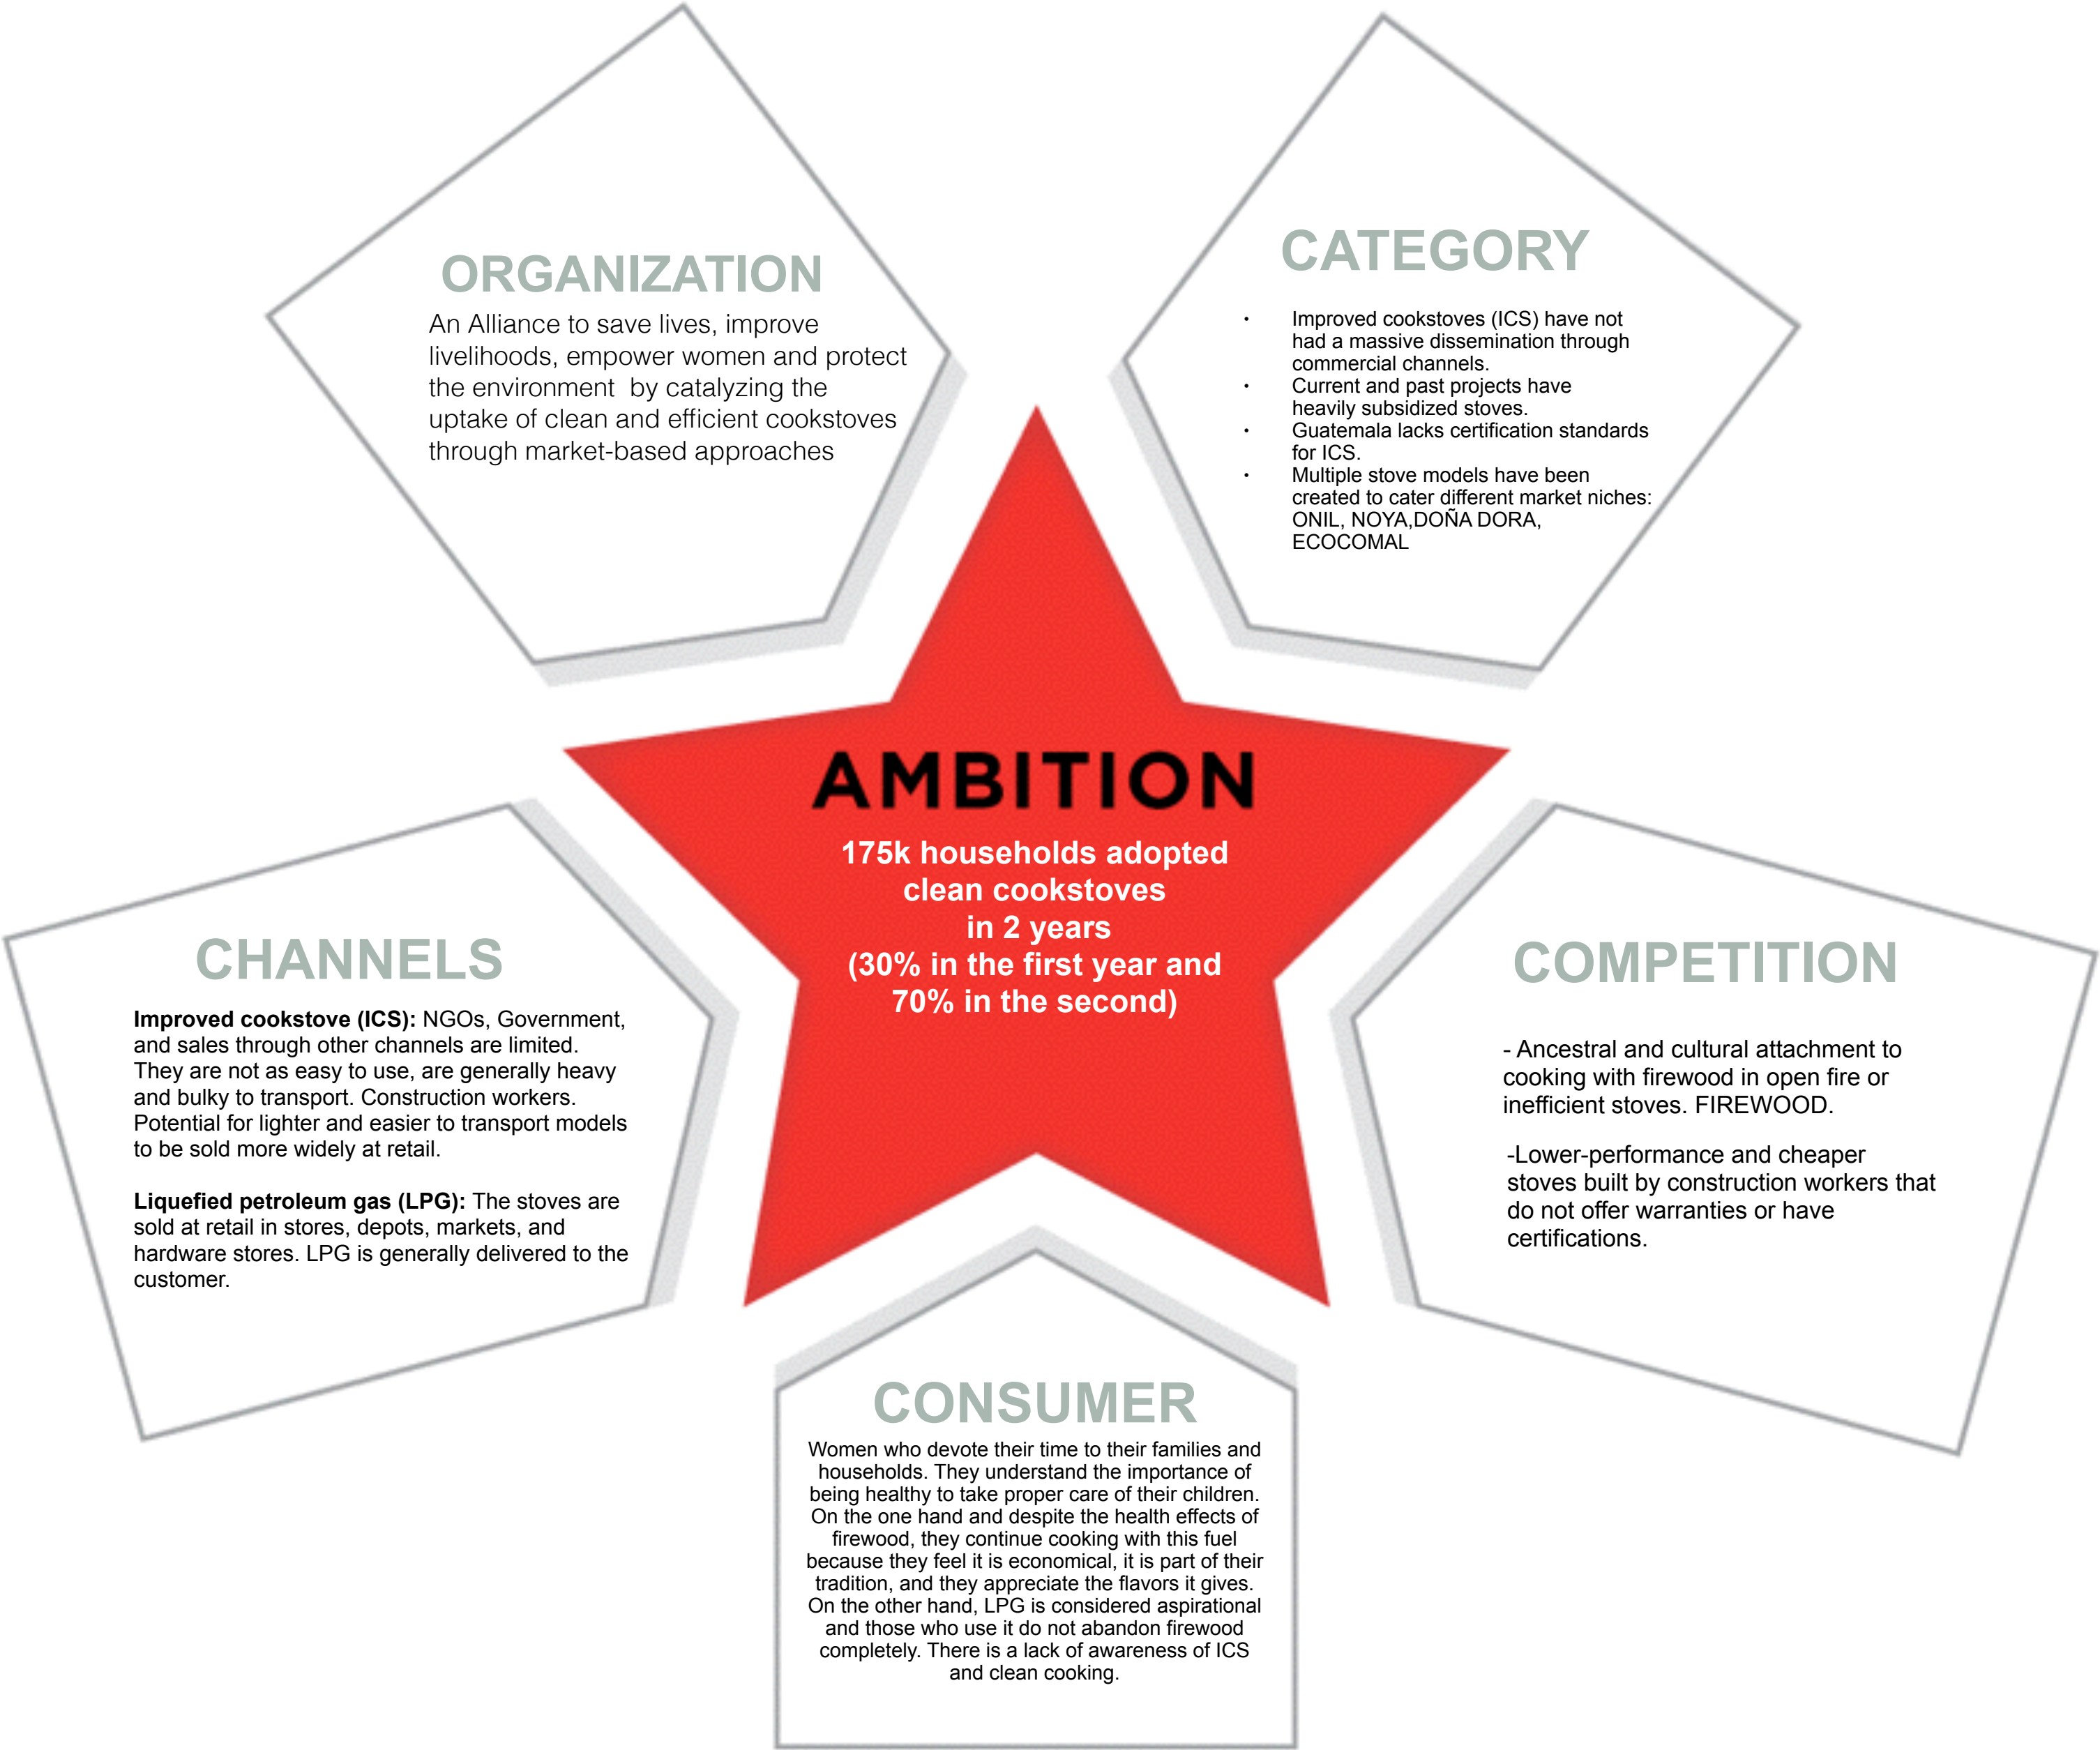 ORGANIZATION
An Alliance to save lives, improve
livelihoods, empower women and protect
the environment  by catalyzing the
uptake of clean and efficient cookstoves
through market-based approaches
CATEGORY
• Improved cookstoves (ICS) have not
had a massive dissemination through
commercial channels.
• Current and past projects have
heavily subsidized stoves.
• Guatemala lacks certification standards
for ICS.
• Multiple stove models have been
created to cater different market niches:
ONIL, NOYA,DOÑA DORA,
ECOCOMAL
AMBITION
175k households adopted
clean cookstoves
in 2 years
(30% in the first year and
70% in the second)
CHANNELS
Improved cookstove (ICS): NGOs, Government,
and sales through other channels are limited.
They are not as easy to use, are generally heavy
and bulky to transport. Construction workers.
Potential for lighter and easier to transport models
to be sold more widely at retail.
Liquefied petroleum gas (LPG): The stoves are
sold at retail in stores, depots, markets, and
hardware stores. LPG is generally delivered to the
customer.
COMPETITION
- Ancestral and cultural attachment to
cooking with firewood in open fire or
inefficient stoves. FIREWOOD.
-Lower-performance and cheaper
stoves built by construction workers that
do not offer warranties or have
certifications.
CONSUMER
Women who devote their time to their families and
households. They understand the importance of
being healthy to take proper care of their children.
On the one hand and despite the health effects of
firewood, they continue cooking with this fuel
because they feel it is economical, it is part of their
tradition, and they appreciate the flavors it gives.
On the other hand, LPG is considered aspirational
and those who use it do not abandon firewood
completely. There is a lack of awareness of ICS
and clean cooking.